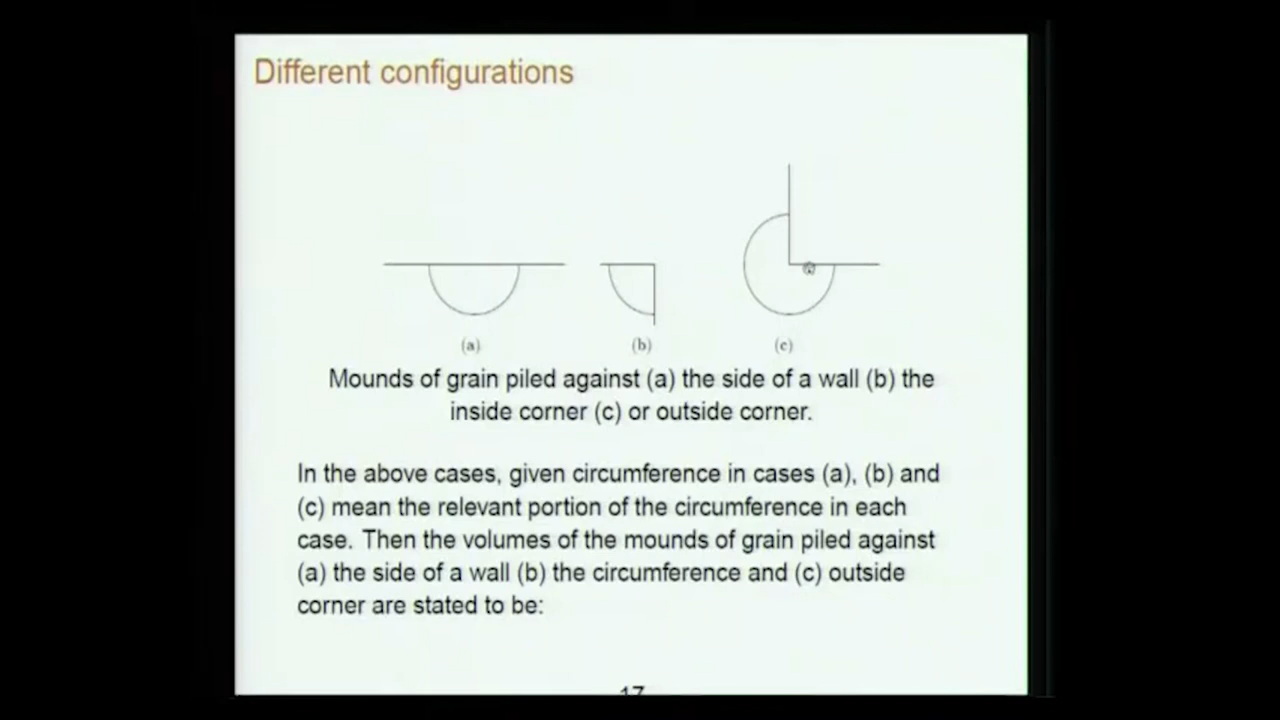 Different configurations
(a) (b) (c)
Mounds of grain piled against (a) the side of a wall (b) the
inside corner (c) or outside corner.
In the above cases, given circumference in cases (a), (b) and
(c) mean the relevant portion of the circumference in each
case. Then the volumes of the mounds of grain piled against
(a) the side of a wall (b) the circumference and (c) outside
corner are stated to be:
17